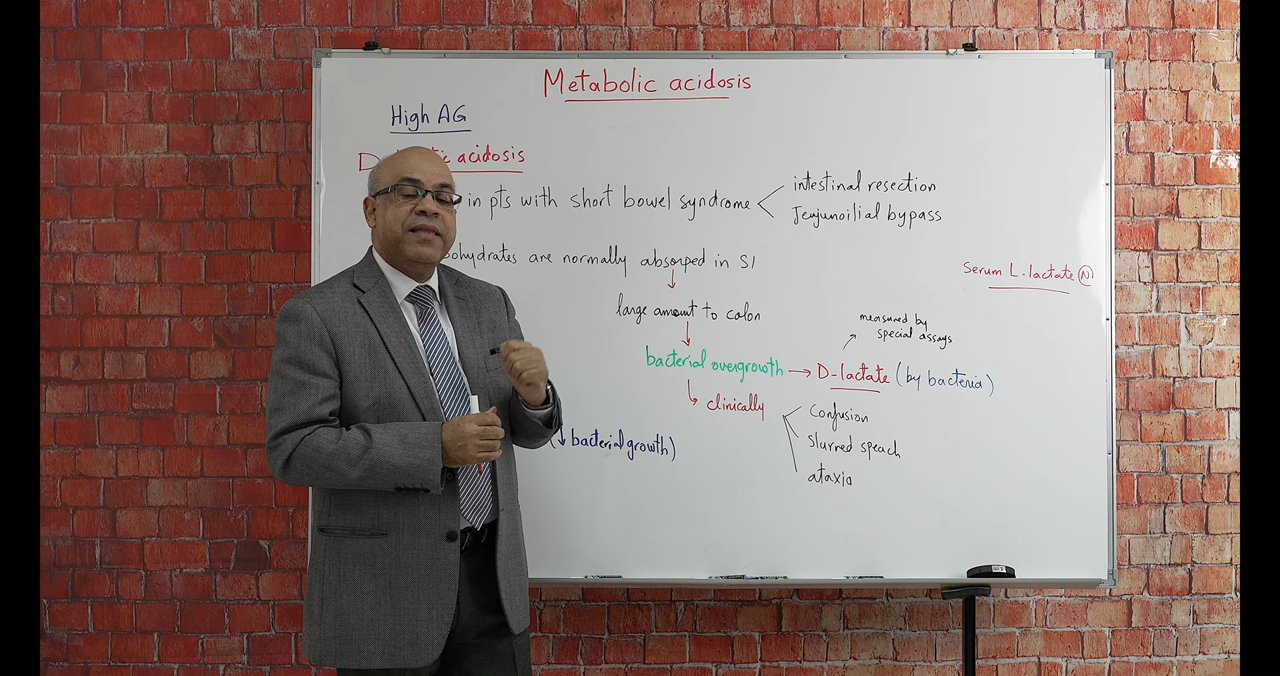 Metabolic acidosis
High AG
D- tic acidosis
in pts with short bowel syndrome
intestinal resection
Jenjunoilial bypass
ohydrates are normally absorped in SI
Serum L-lactate (N)
large amount to colon
measured by
special assays
bacterial overgrowth → D-lactate (by bacteria)
clinically
Confusion
Slurred speach
ataxia
(↓ bacterial growth)